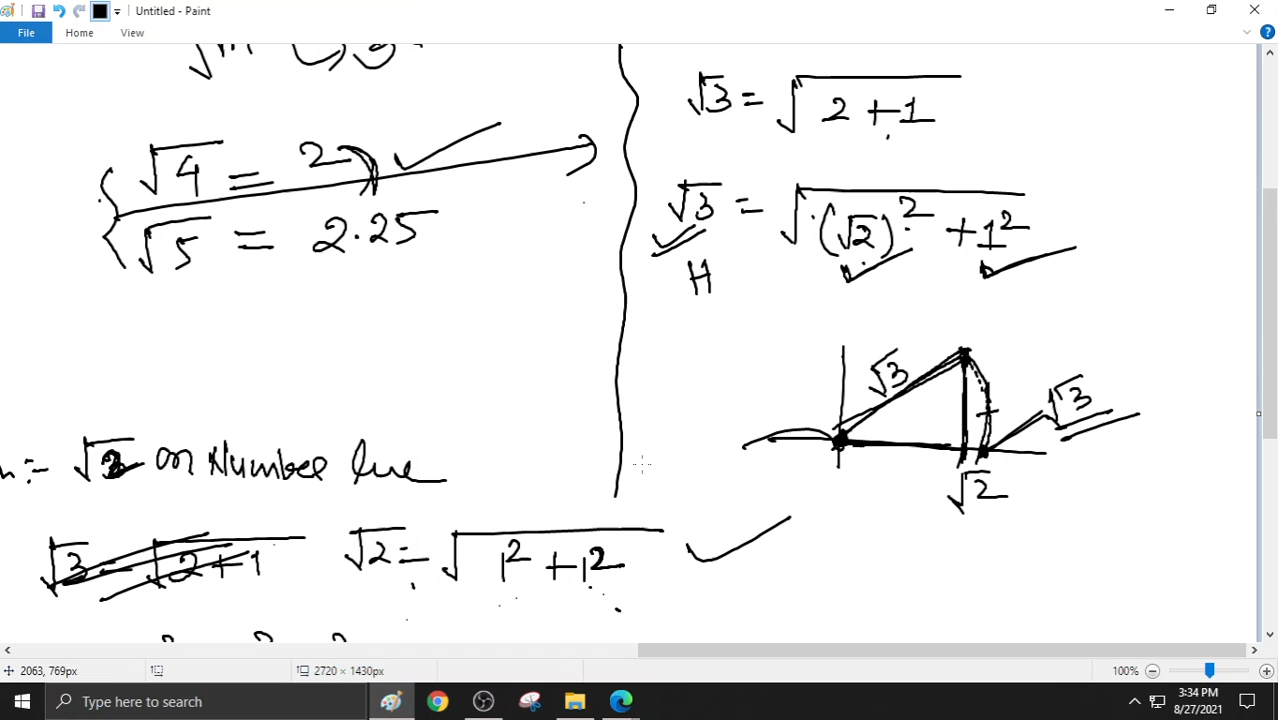 Untitled - Paint
File Home View
√4 = 2
√5 = 2.25
√3 = √2 + 1
√3 = √(√2)² + 1²
H
√3
√3
√2
√2 on Number line
√3 = √2 + 1
√2 = √1² + 1²
2063, 769px
2720 × 1430px
100%
Type here to search
3:34 PM
8/27/2021